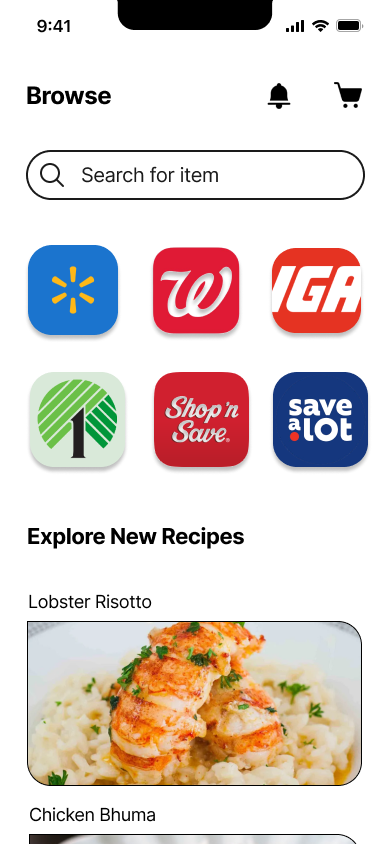 9:41
Browse
Search for item
W
IGA
1
Shop'n
Save
save
a
LOT
Explore New Recipes
Lobster Risotto
Chicken Bhuma